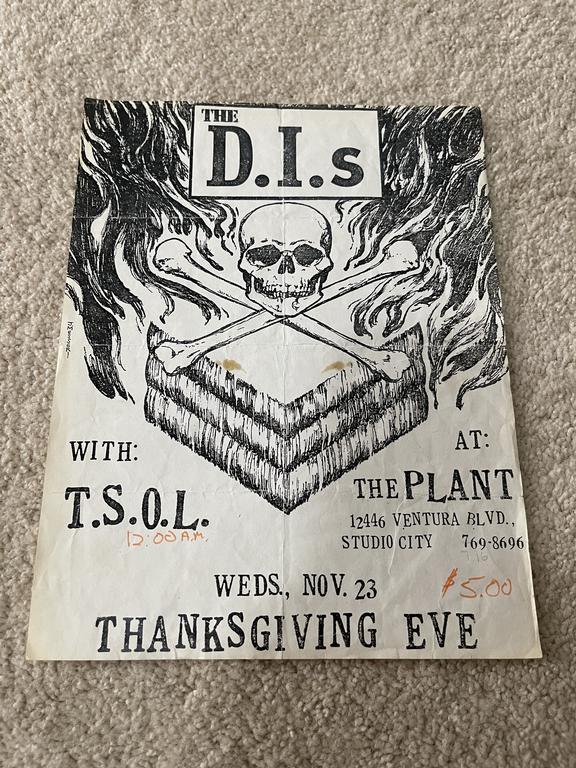 THE
D.I.s
WITH:
T.S.O.L.
12:00 A.M.
AT:
THE PLANT
12446 VENTURA BLVD.,
STUDIO CITY 769-8696
$5.00
WEDS., NOV. 23
THANKSGIVING EVE